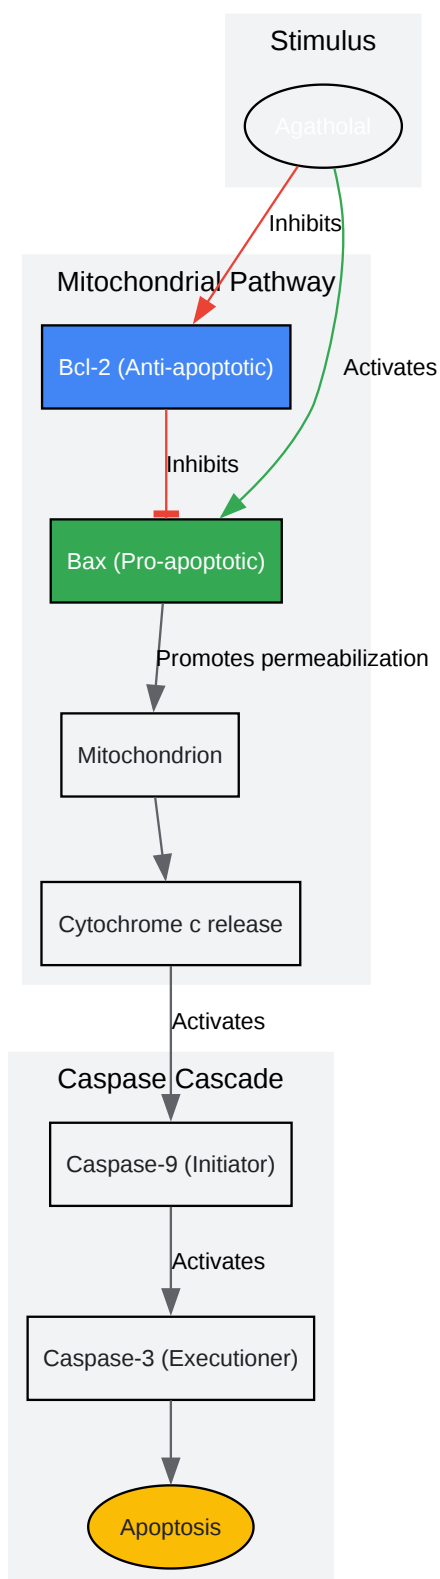 Stimulus
Agatholal
Inhibits
Mitochondrial Pathway
Bcl-2 (Anti-apoptotic)
Activates
Inhibits
Bax (Pro-apoptotic)
Promotes permeabilization
Mitochondrion
Cytochrome c release
Activates
Caspase Cascade
Caspase-9 (Initiator)
Activates
Caspase-3 (Executioner)
Apoptosis